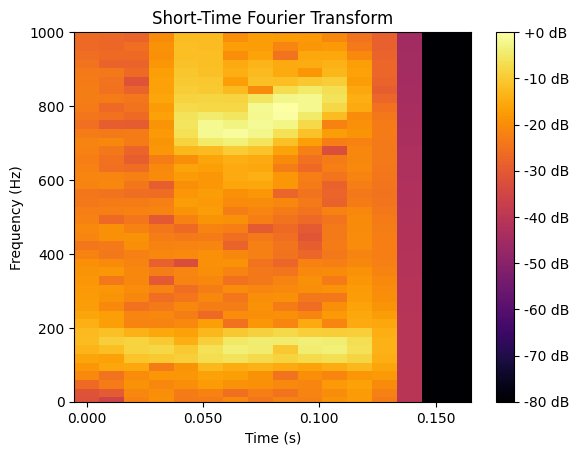 Short-Time Fourier Transform
1000
800
600
400
200
0
Frequency (Hz)
0.000
0.050
0.100
0.150
Time (s)
+0 dB
-10 dB
-20 dB
-30 dB
-40 dB
-50 dB
-60 dB
-70 dB
-80 dB